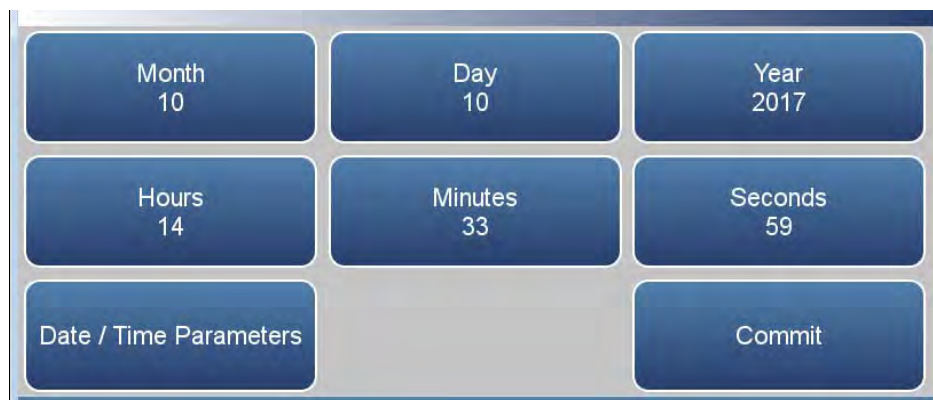 Month
10
Day
10
Year
2017
Hours
14
Minutes
33
Seconds
59
Date / Time Parameters
Commit